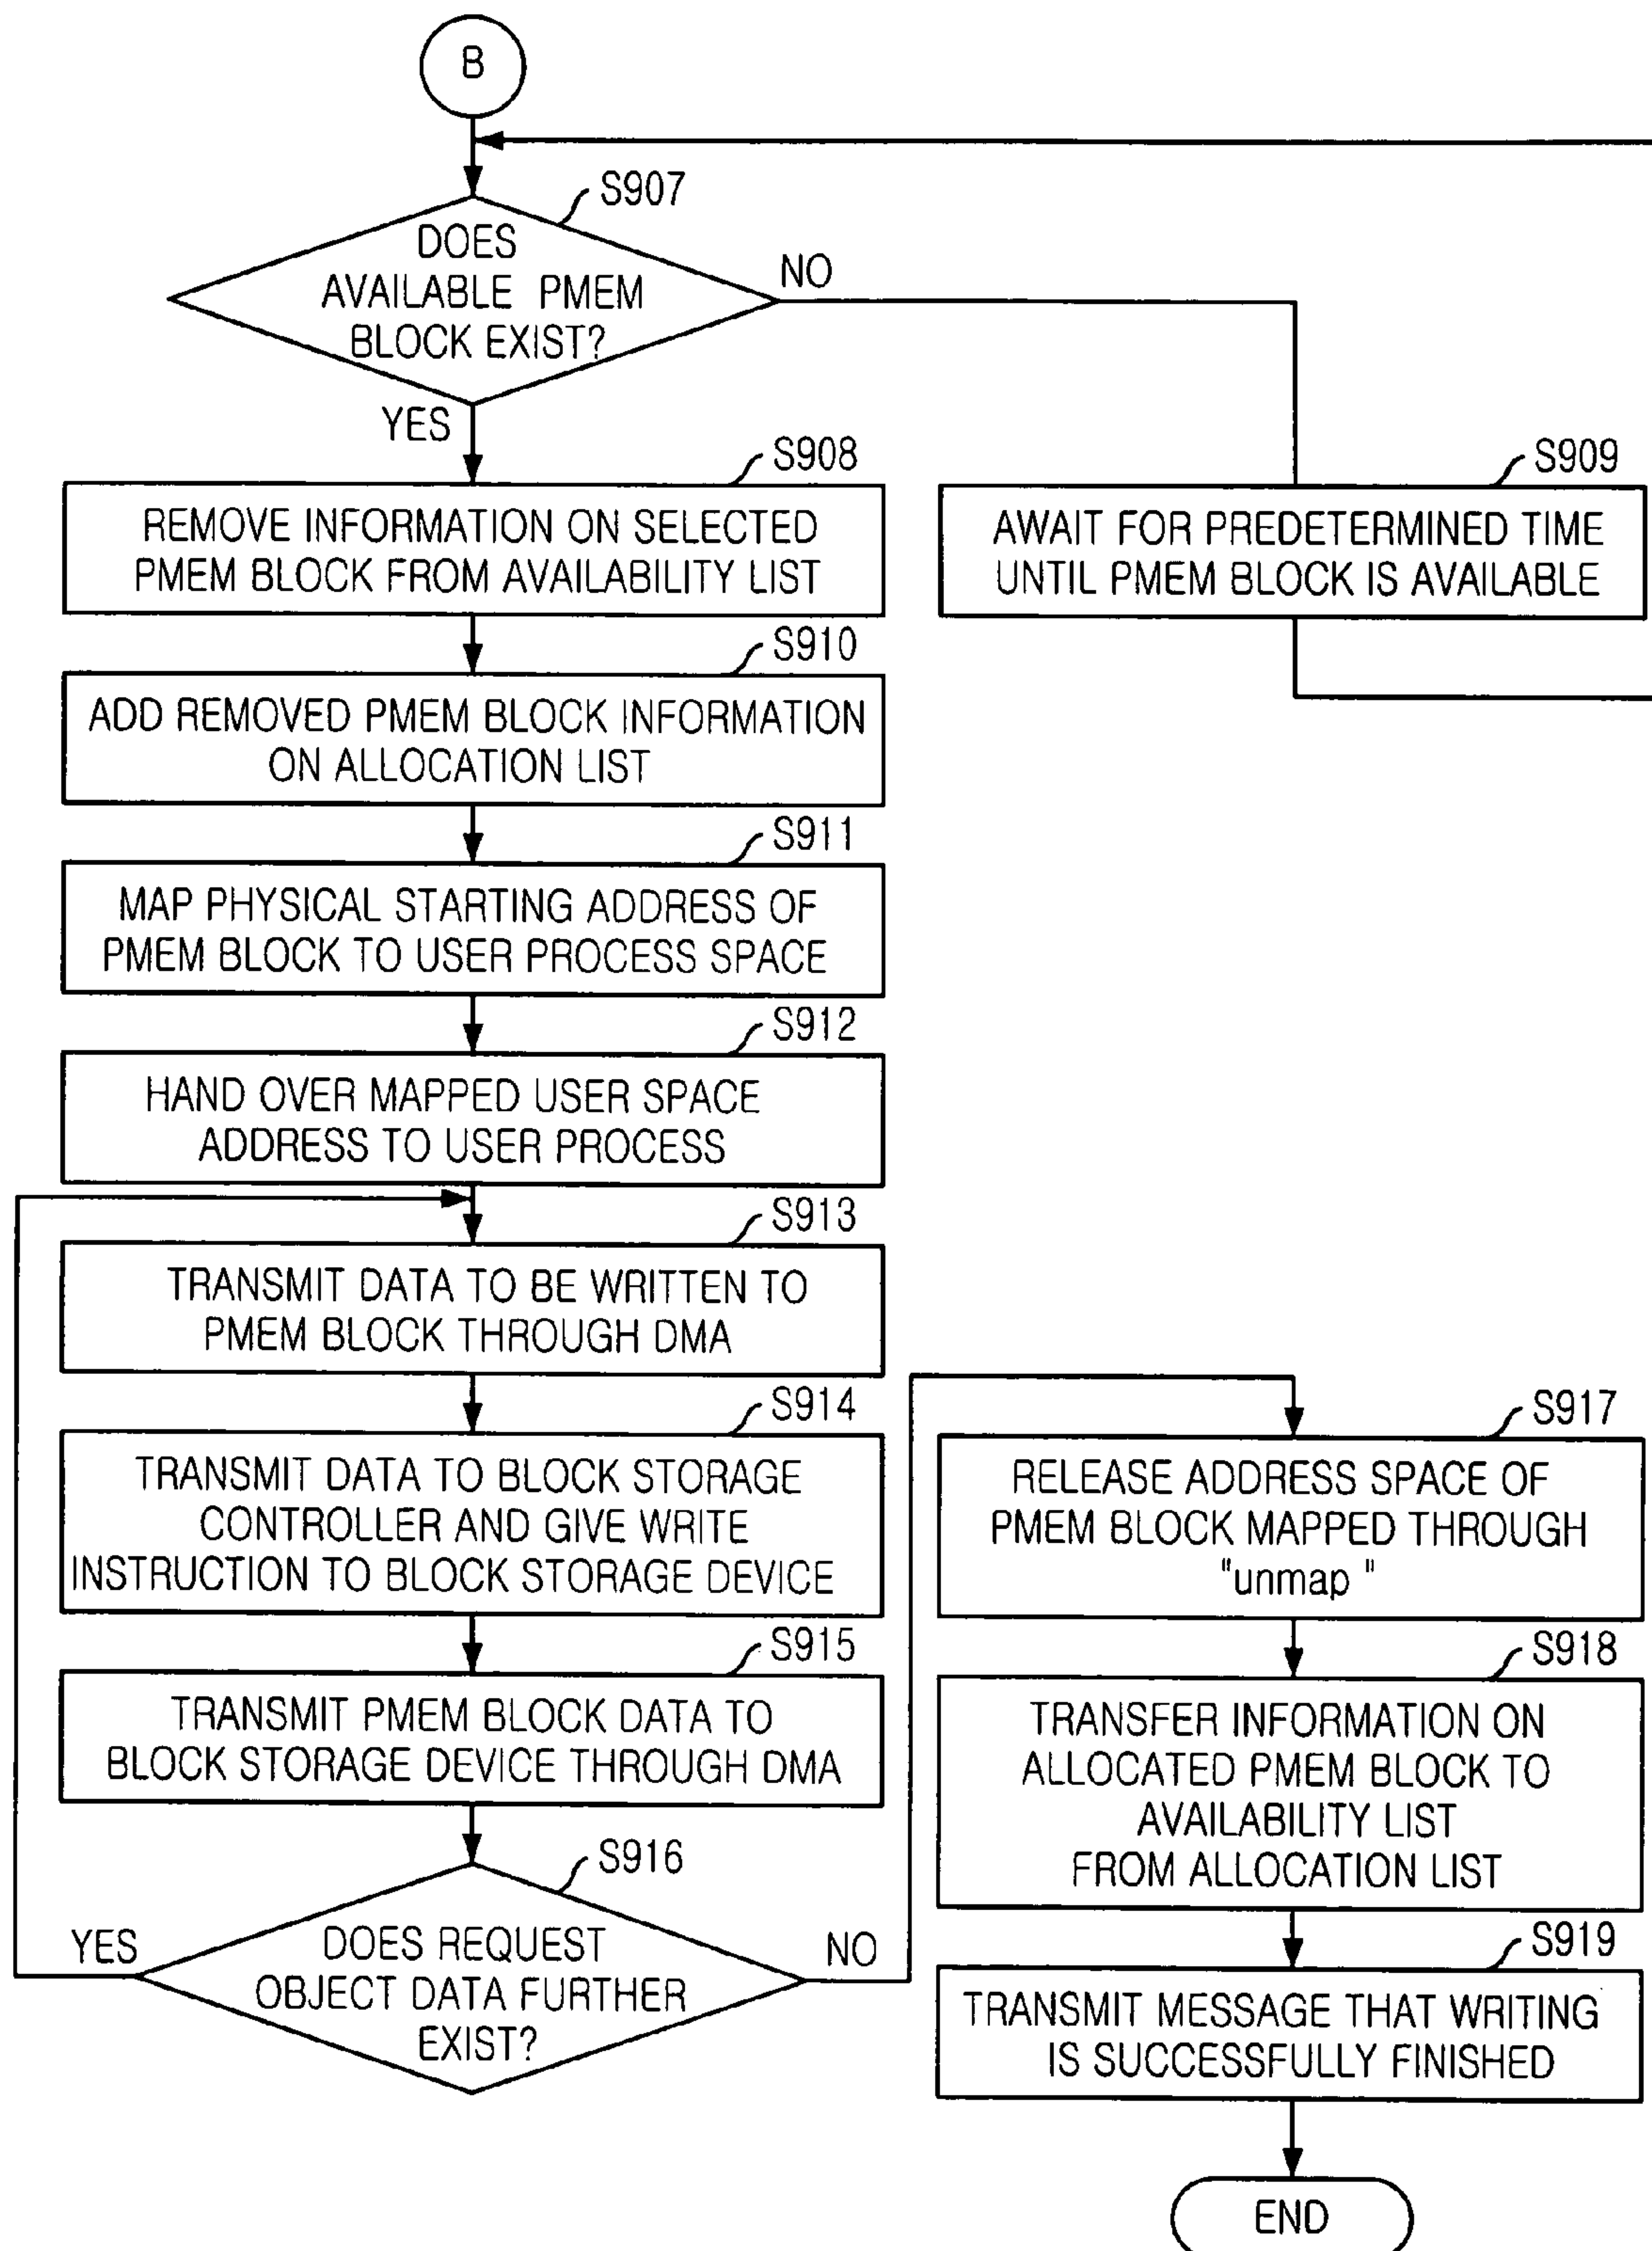 B
S907
DOES
AVAILABLE PMEM
BLOCK EXIST?
NO
YES
S908
REMOVE INFORMATION ON SELECTED
PMEM BLOCK FROM AVAILABILITY LIST
S909
AWAIT FOR PREDETERMINED TIME
UNTIL PMEM BLOCK IS AVAILABLE
S910
ADD REMOVED PMEM BLOCK INFORMATION
ON ALLOCATION LIST
S911
MAP PHYSICAL STARTING ADDRESS OF
PMEM BLOCK TO USER PROCESS SPACE
S912
HAND OVER MAPPED USER SPACE
ADDRESS TO USER PROCESS
S913
TRANSMIT DATA TO BE WRITTEN TO
PMEM BLOCK THROUGH DMA
S914
TRANSMIT DATA TO BLOCK STORAGE
CONTROLLER AND GIVE WRITE
INSTRUCTION TO BLOCK STORAGE DEVICE
S915
TRANSMIT PMEM BLOCK DATA TO
BLOCK STORAGE DEVICE THROUGH DMA
S916
DOES REQUEST
OBJECT DATA FURTHER
EXIST?
YES
NO
S917
RELEASE ADDRESS SPACE OF
PMEM BLOCK MAPPED THROUGH
"unmap "
S918
TRANSFER INFORMATION ON
ALLOCATED PMEM BLOCK TO
AVAILABILITY LIST
FROM ALLOCATION LIST
S919
TRANSMIT MESSAGE THAT WRITING
IS SUCCESSFULLY FINISHED
END